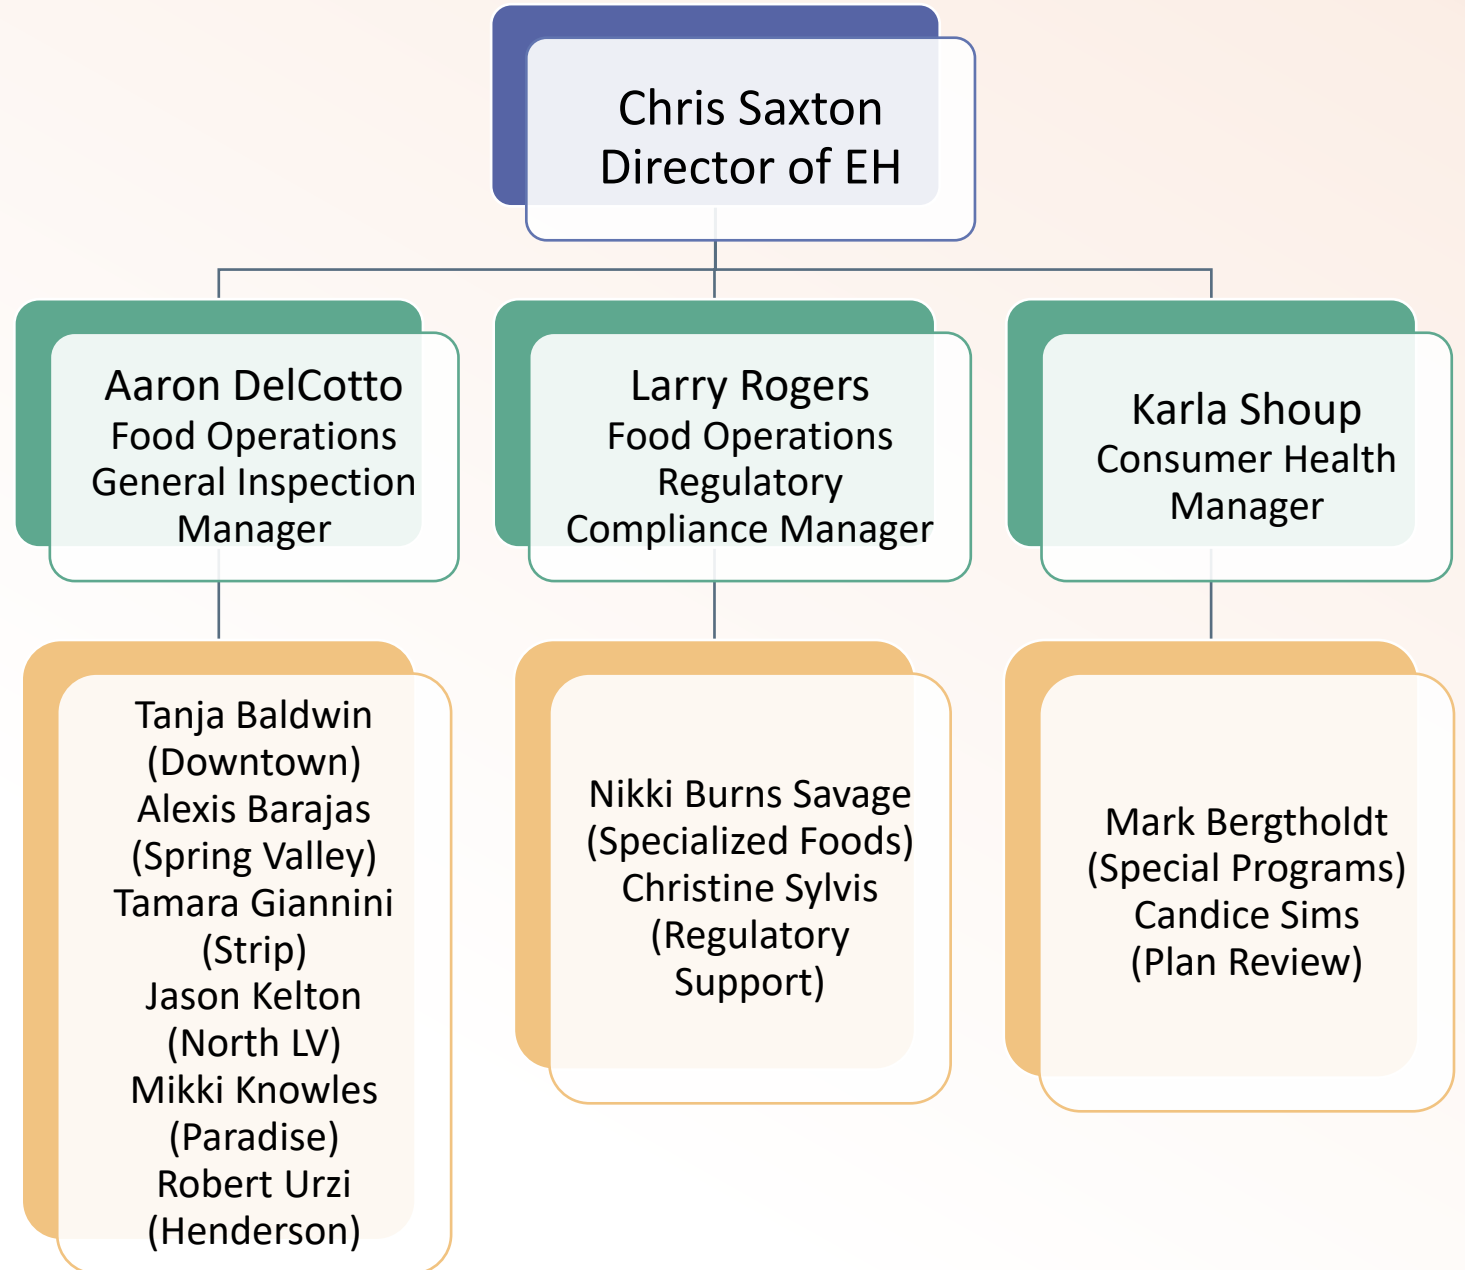 Chris Saxton
Director of EH
Aaron DelCotto
Food Operations
General Inspection
Manager
Larry Rogers
Food Operations
Regulatory
Compliance Manager
Karla Shoup
Consumer Health
Manager
Tanja Baldwin
(Downtown)
Alexis Barajas
(Spring Valley)
Tamara Giannini
(Strip)
Jason Kelton
(North LV)
Mikki Knowles
(Paradise)
Robert Urzi
(Henderson)
Nikki Burns Savage
(Specialized Foods)
Christine Sylvis
(Regulatory
Support)
Mark Bergtholdt
(Special Programs)
Candice Sims
(Plan Review)